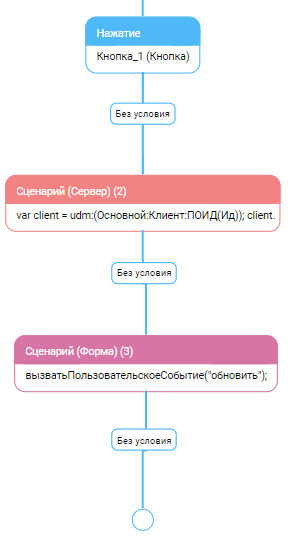 Нажатие
Кнопка_1 (Кнопка)
Без условия
Сценарий (Сервер) (2)
var client = udm:(Основной:Клиент:ПОИД(Ид)); client.
Без условия
Сценарий (Форма) (3)
вызватьПользовательскоеСобытие("обновить");
Без условия